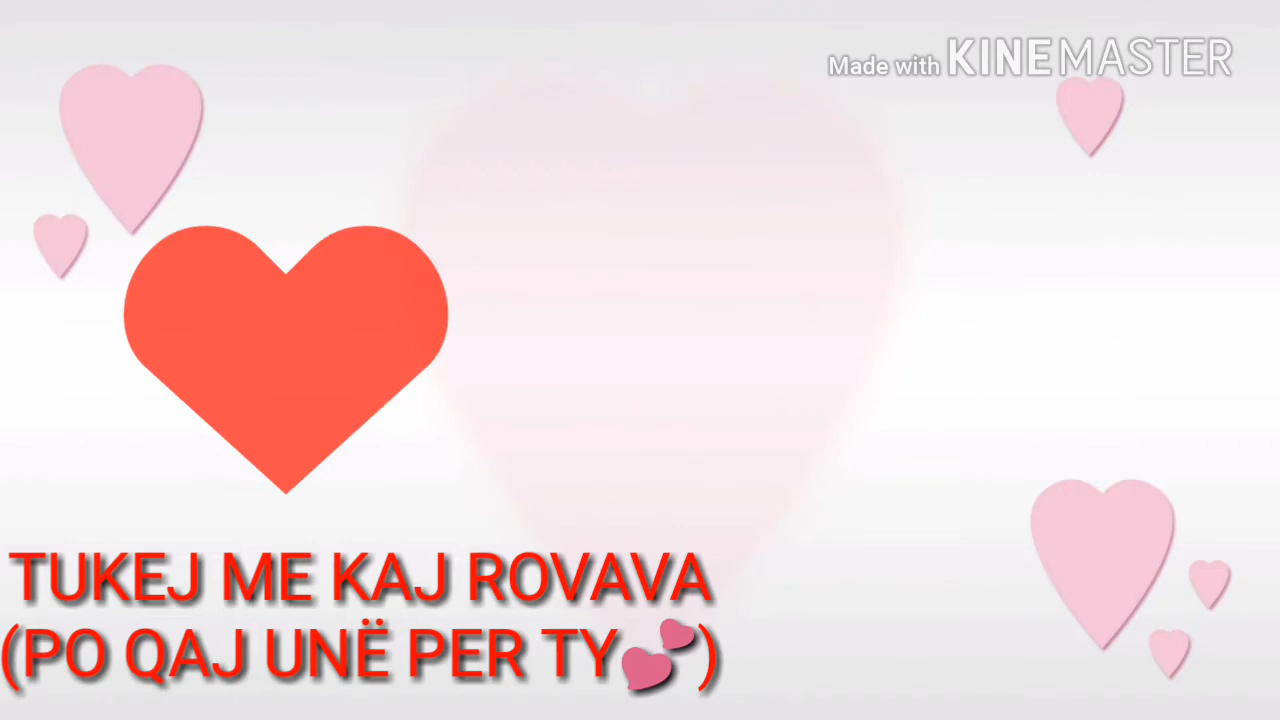 Made with KINEMASTER
TUKEJ ME KAJ ROVAVA
(PO QAJ UNË PER TY💕)